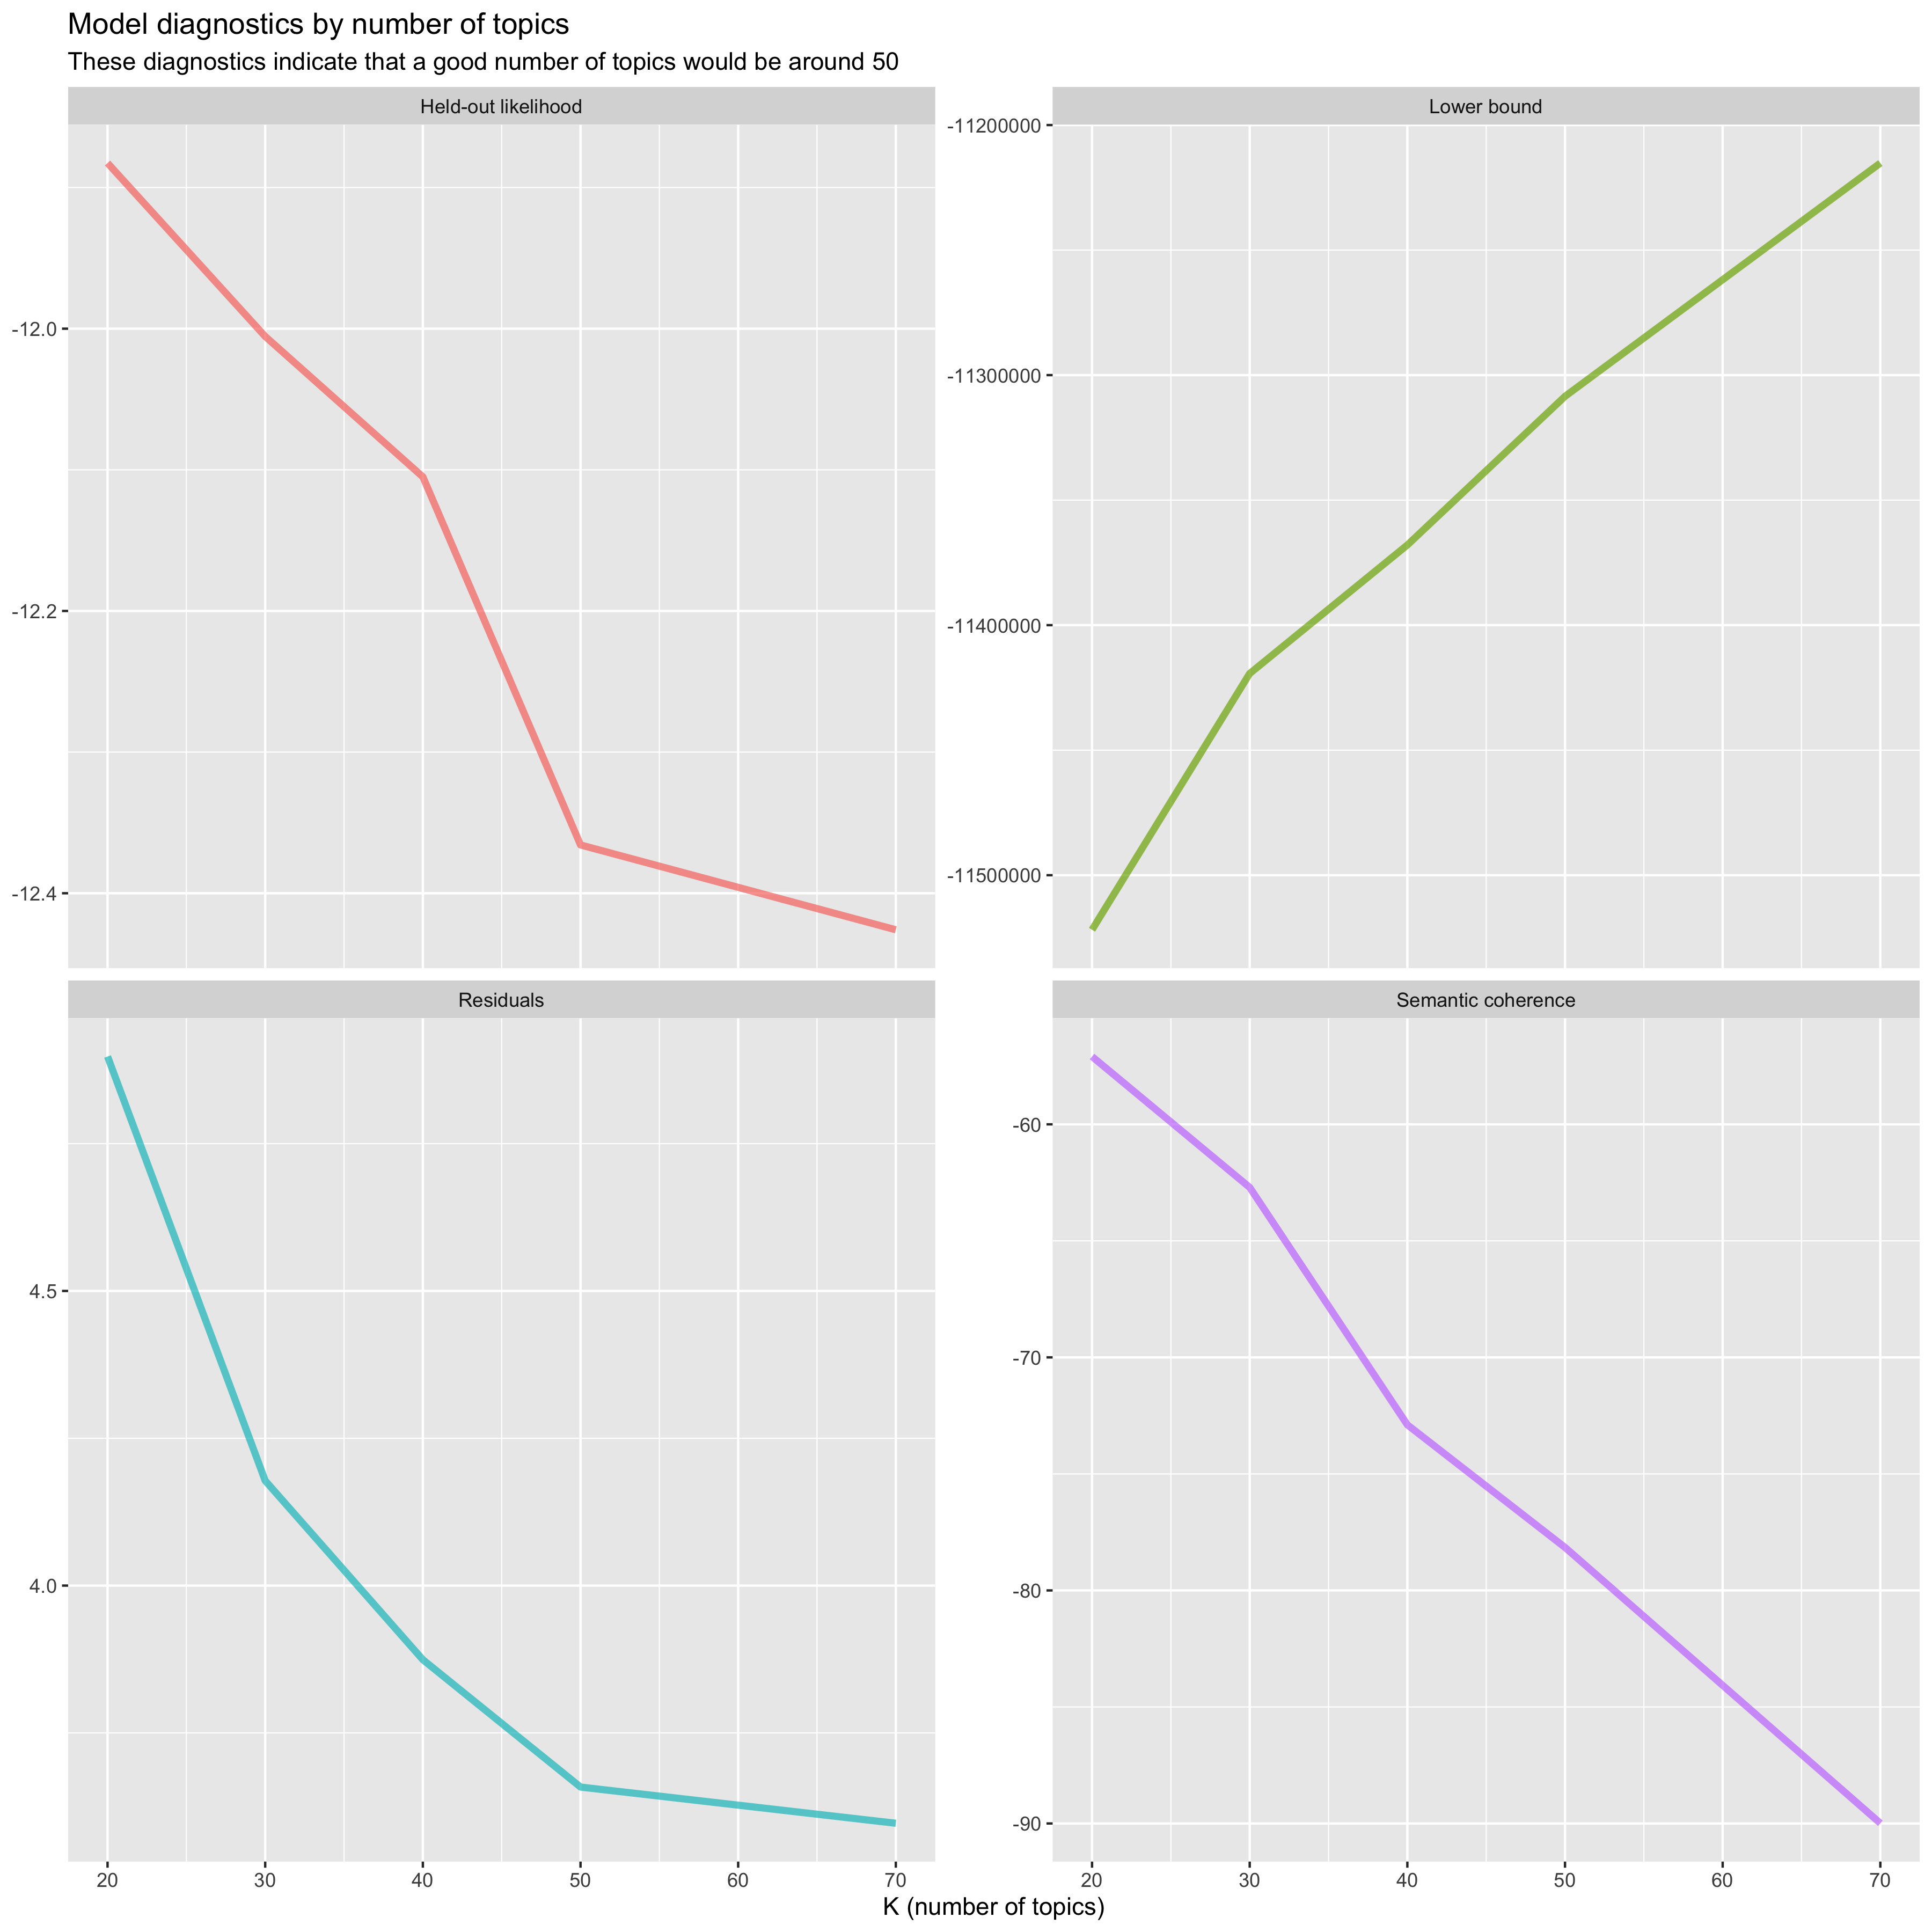 Model diagnostics by number of topics
These diagnostics indicate that a good number of topics would be around 50
Held-out likelihood
-12.0
-12.2
-12.4
Lower bound
-11200000
-11300000
-11400000
-11500000
Residuals
4.5
4.0
20 30 40 50 60 70
Semantic coherence
-60
-70
-80
-90
20 30 40 50 60 70
K (number of topics)